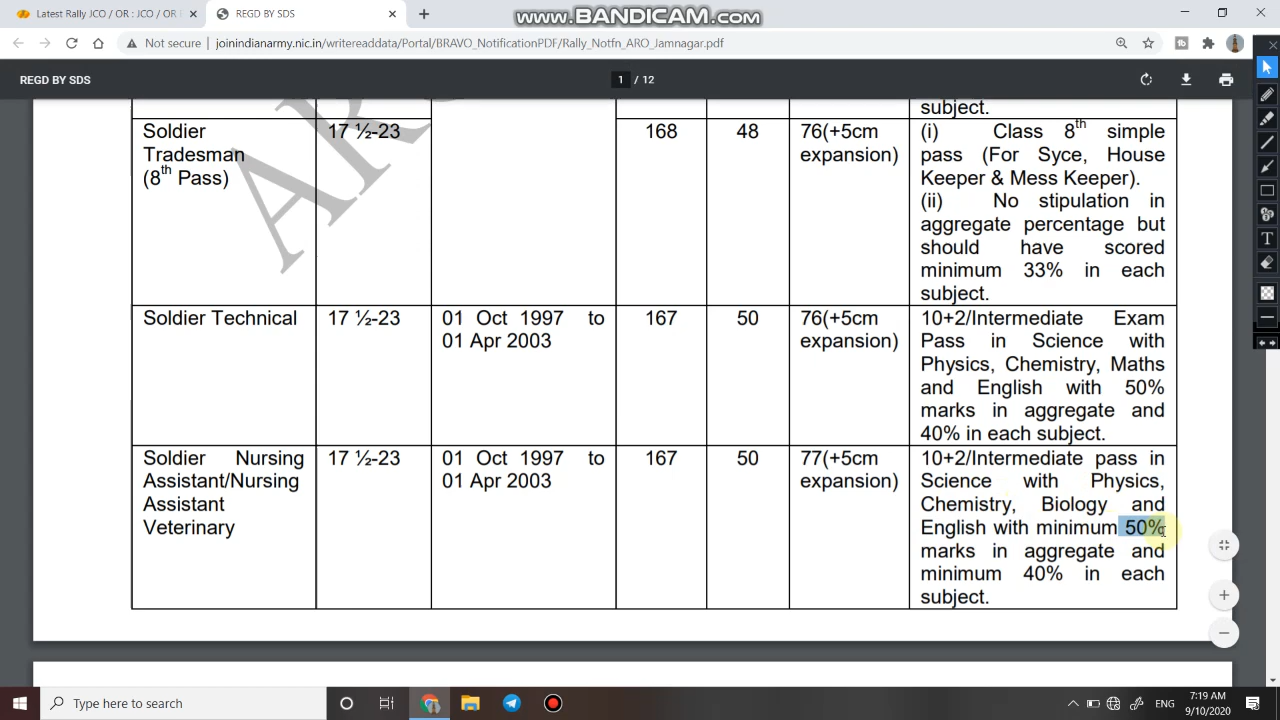 www.BANDICAM.com
Latest Rally JCO / OR : JCO / OR
REGD BY SDS
Not secure
joinindianarmy.nic.in/writereaddata/Portal/BRAVO_NotificationPDF/Rally_Notfn_ARO_Jamnagar.pdf
REGD BY SDS
1 / 12
subject.
Soldier
Tradesman
(8th Pass)
17 ½-23
168
48
76(+5cm
expansion)
(i) Class 8th simple
pass (For Syce, House
Keeper & Mess Keeper).
(ii) No stipulation in
aggregate percentage but
should have scored
minimum 33% in each
subject.
Soldier Technical
17 ½-23
01 Oct 1997 to
01 Apr 2003
167
50
76(+5cm
expansion)
10+2/Intermediate Exam
Pass in Science with
Physics, Chemistry, Maths
and English with 50%
marks in aggregate and
40% in each subject.
Soldier Nursing
Assistant/Nursing
Assistant
Veterinary
17 ½-23
01 Oct 1997 to
01 Apr 2003
167
50
77(+5cm
expansion)
10+2/Intermediate pass in
Science with Physics,
Chemistry, Biology and
English with minimum 50%
marks in aggregate and
minimum 40% in each
subject.
AR
Type here to search
ENG
7:19 AM
9/10/2020